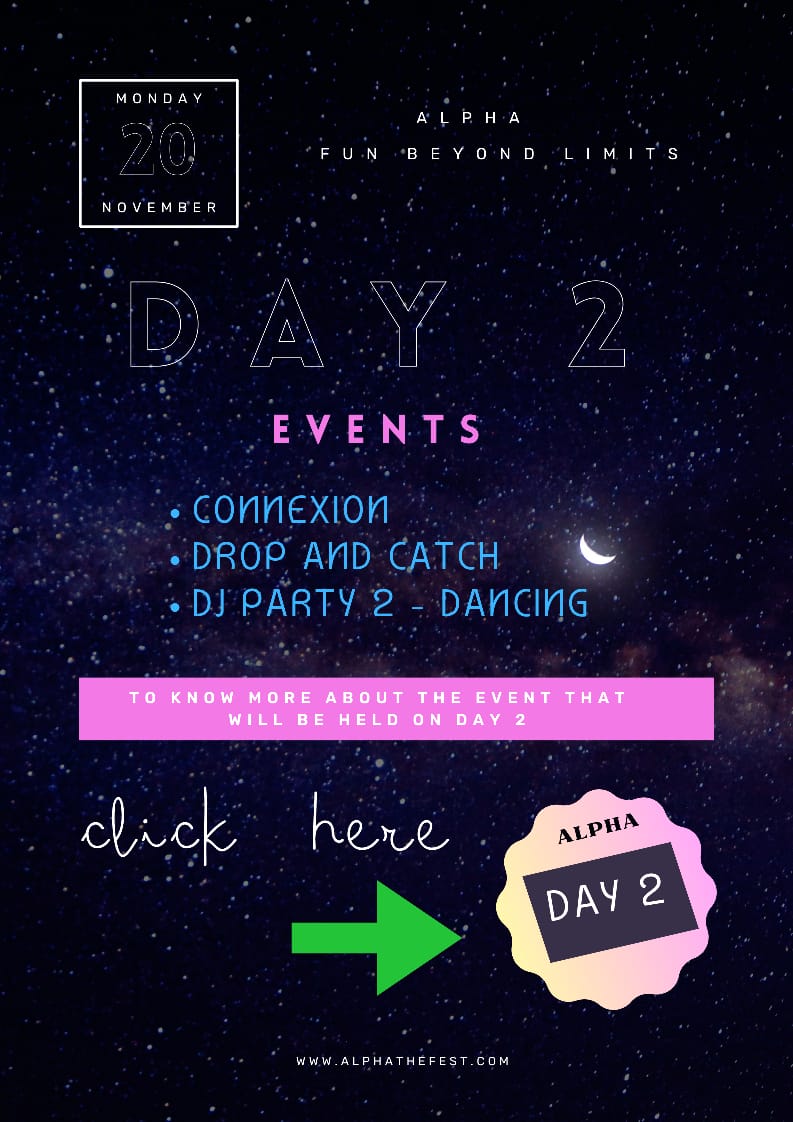 MONDAY
20
NOVEMBER
ALPHA
FUN BEYOND LIMITS
DAY 2
EVENTS
• CONNEXION
• DROP AND CATCH
• DJ PARTY 2 - DANCING
TO KNOW MORE ABOUT THE EVENT THAT
WILL BE HELD ON DAY 2
click here
ALPHA
DAY 2
WWW.ALPHATHEFEST.COM